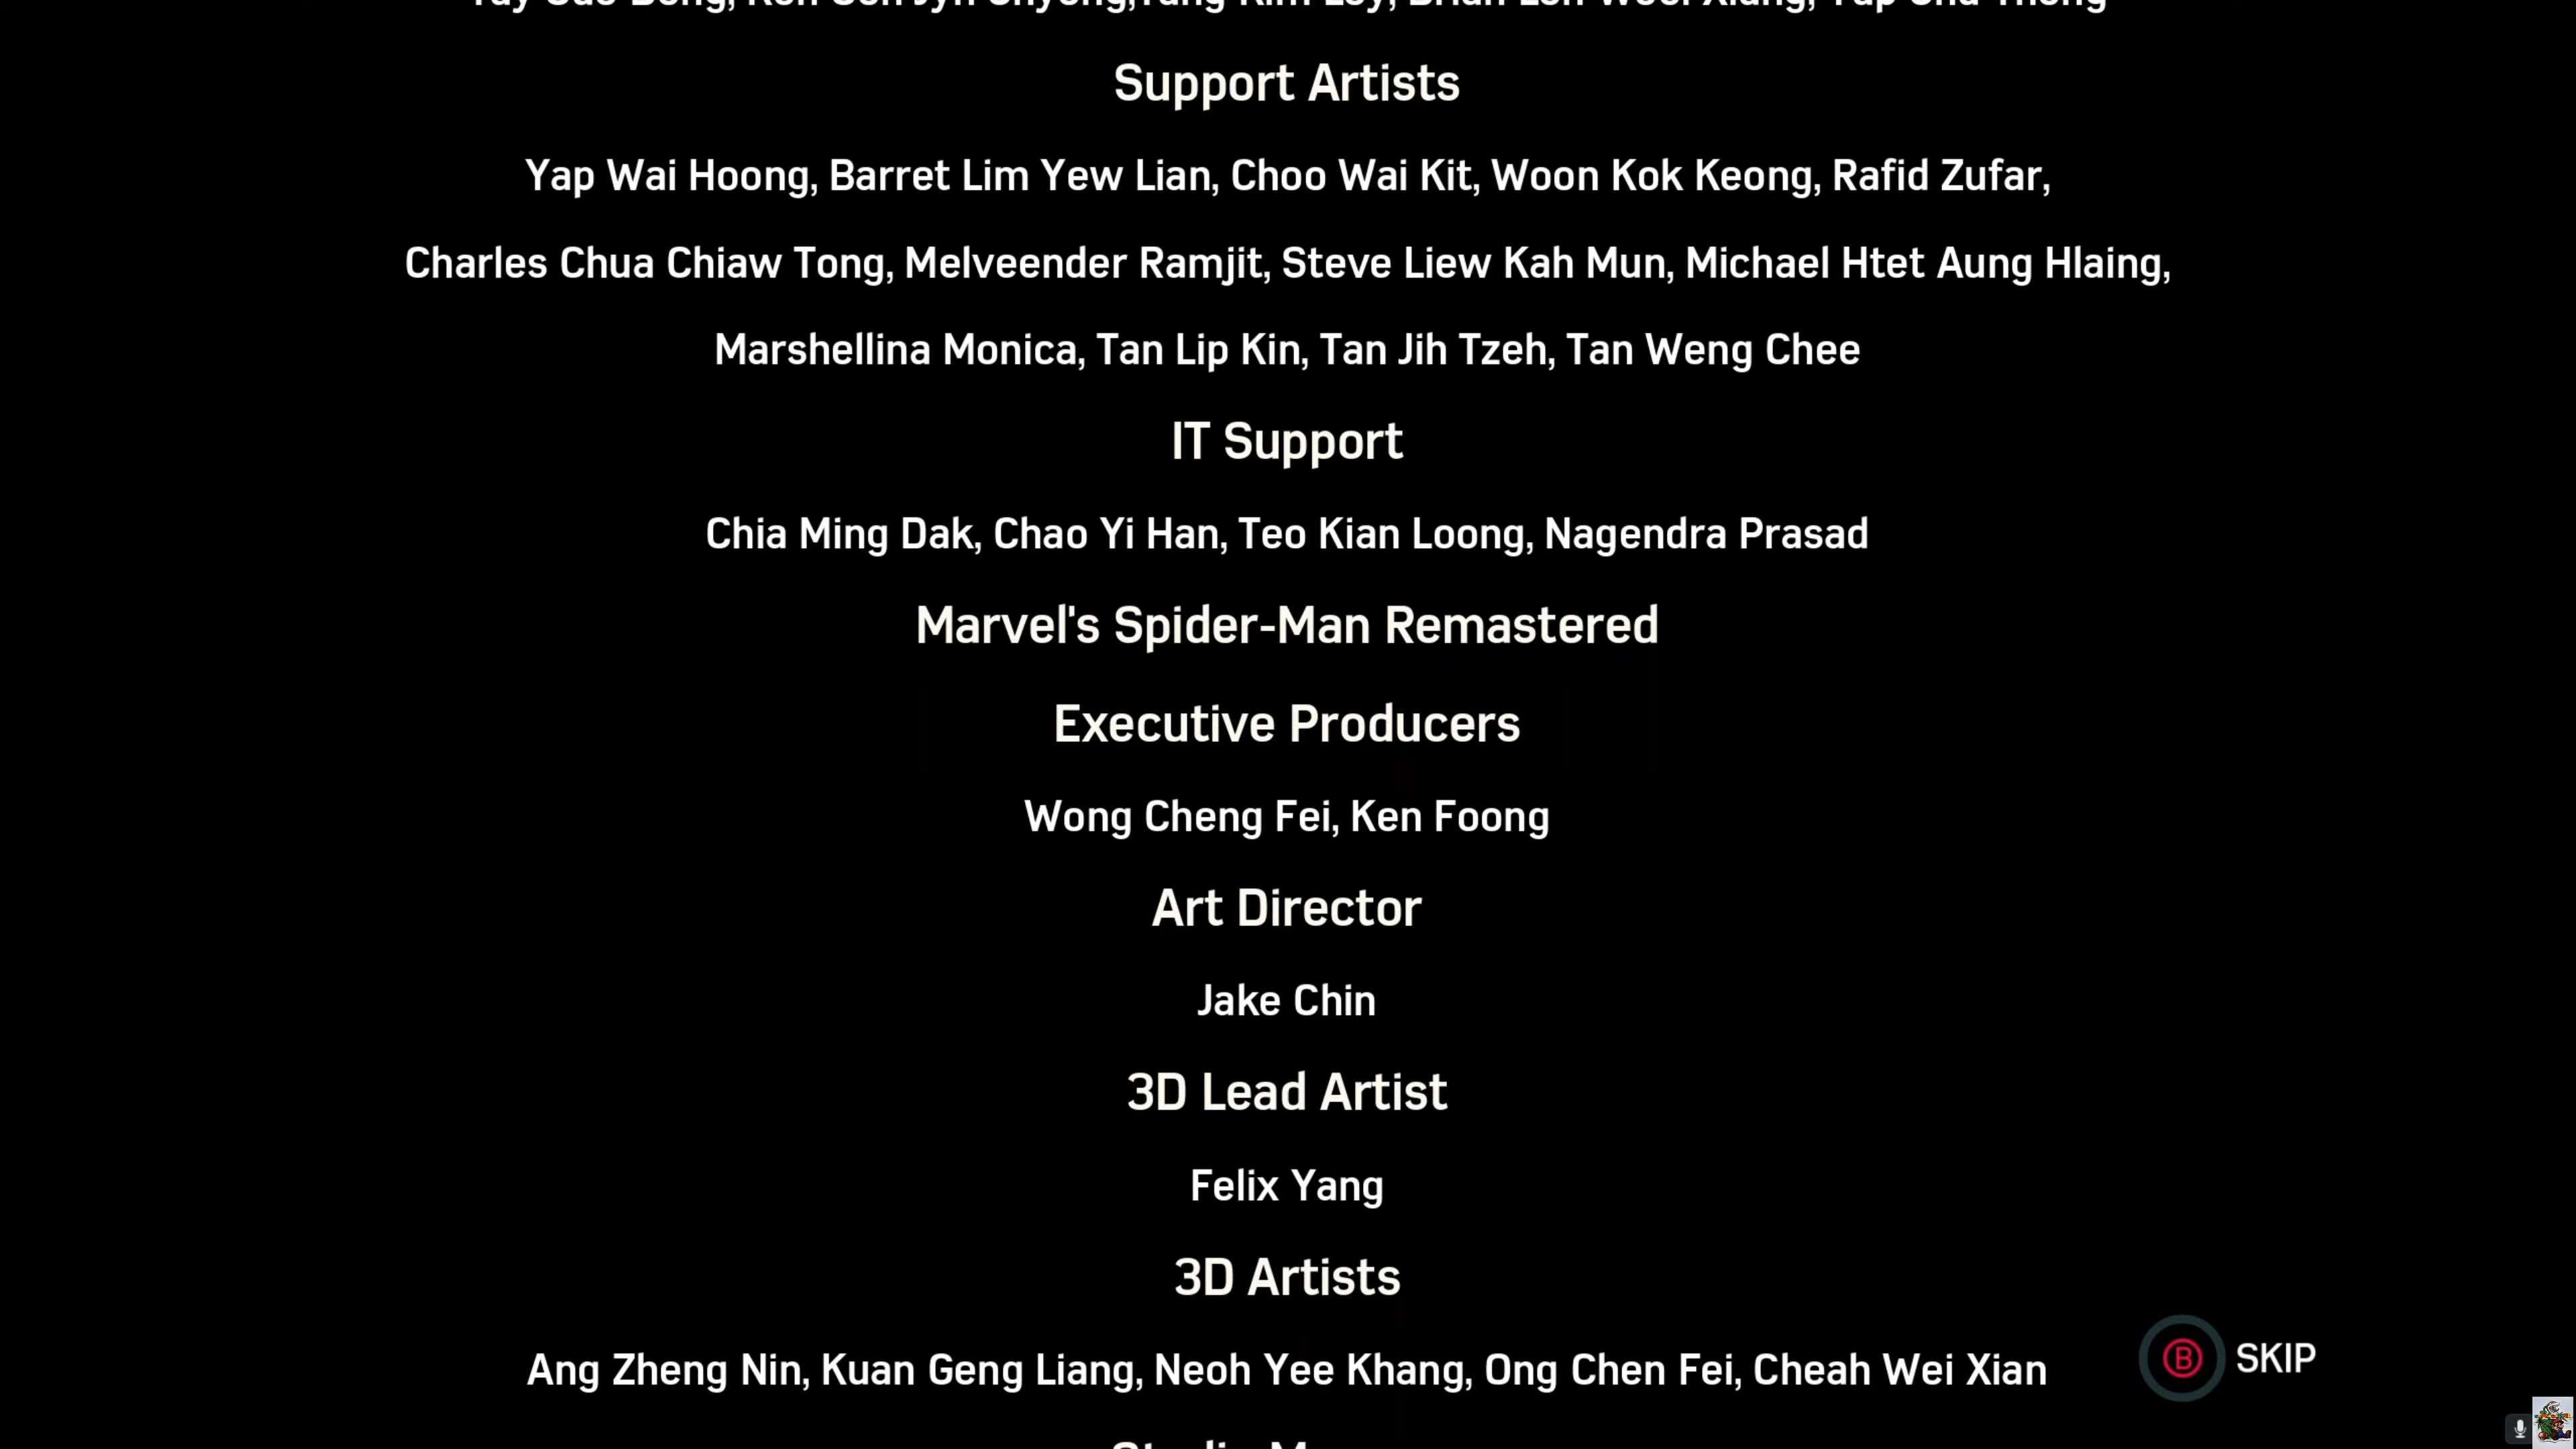 Support Artists
Yap Wai Hoong, Barret Lim Yew Lian, Choo Wai Kit, Woon Kok Keong, Rafid Zufar,
Charles Chua Chiaw Tong, Melveender Ramjit, Steve Liew Kah Mun, Michael Htet Aung Hlaing,
Marshellina Monica, Tan Lip Kin, Tan Jih Tzeh, Tan Weng Chee
IT Support
Chia Ming Dak, Chao Yi Han, Teo Kian Loong, Nagendra Prasad
Marvel's Spider-Man Remastered
Executive Producers
Wong Cheng Fei, Ken Foong
Art Director
Jake Chin
3D Lead Artist
Felix Yang
3D Artists
Ang Zheng Nin, Kuan Geng Liang, Neoh Yee Khang, Ong Chen Fei, Cheah Wei Xian
B SKIP